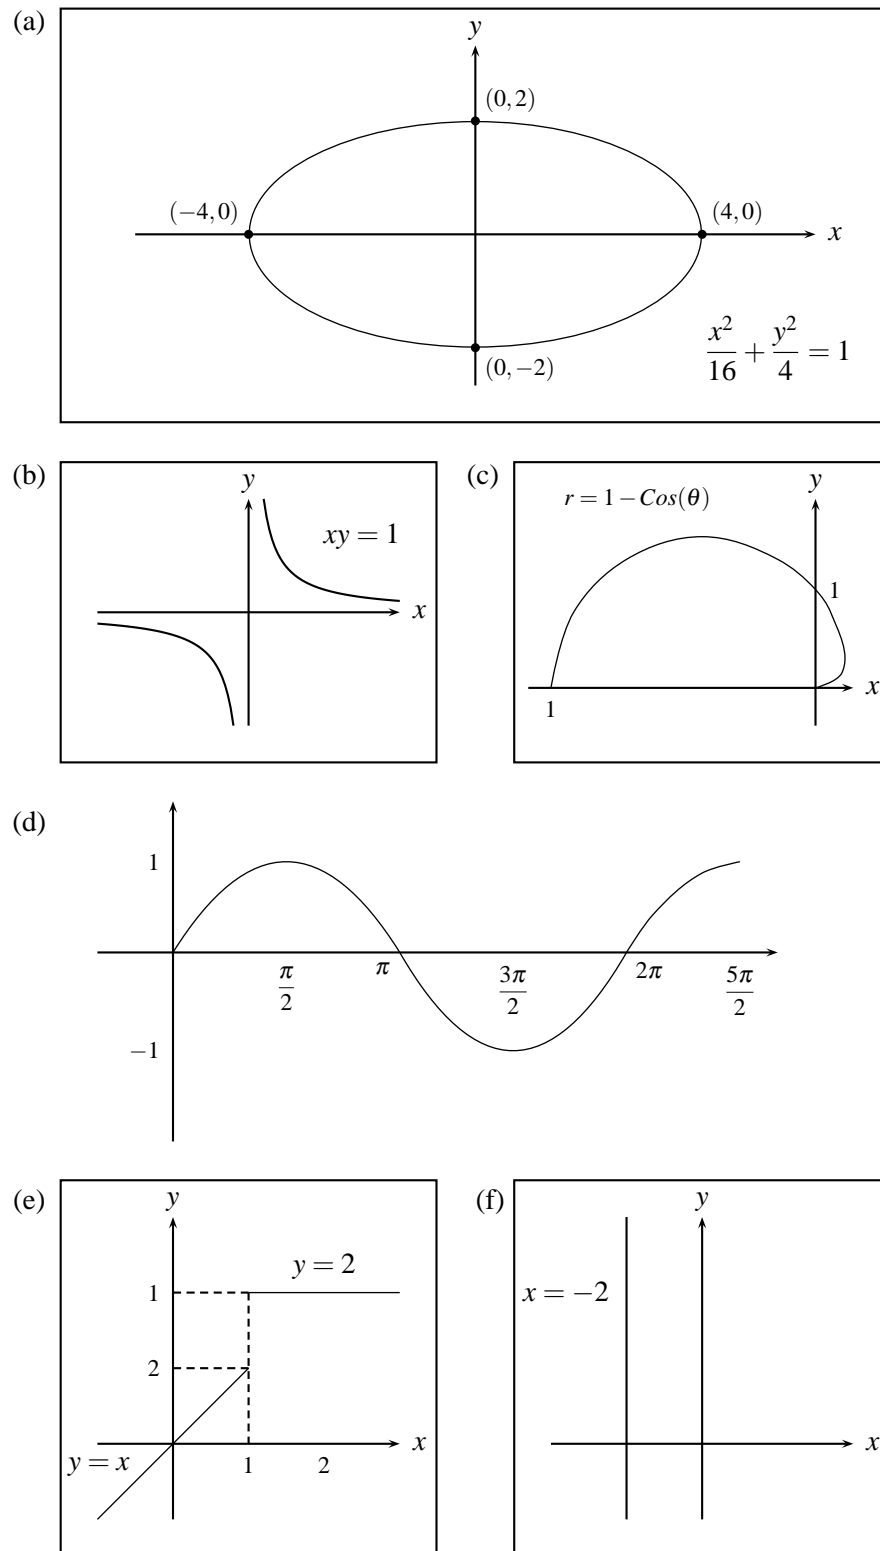 (a)
y
(0,2)
(−4,0)
(4,0)
x
(0,−2)
x²/16 + y²/4 = 1
(b)
y
xy = 1
x
(c)
y
r = 1 − Cos(θ)
1
x
1
(d)
1
π/2
π
3π/2
2π
5π/2
−1
(e)
y
y = 2
1
2
x
y = x
1
2
(f)
y
x = −2
x